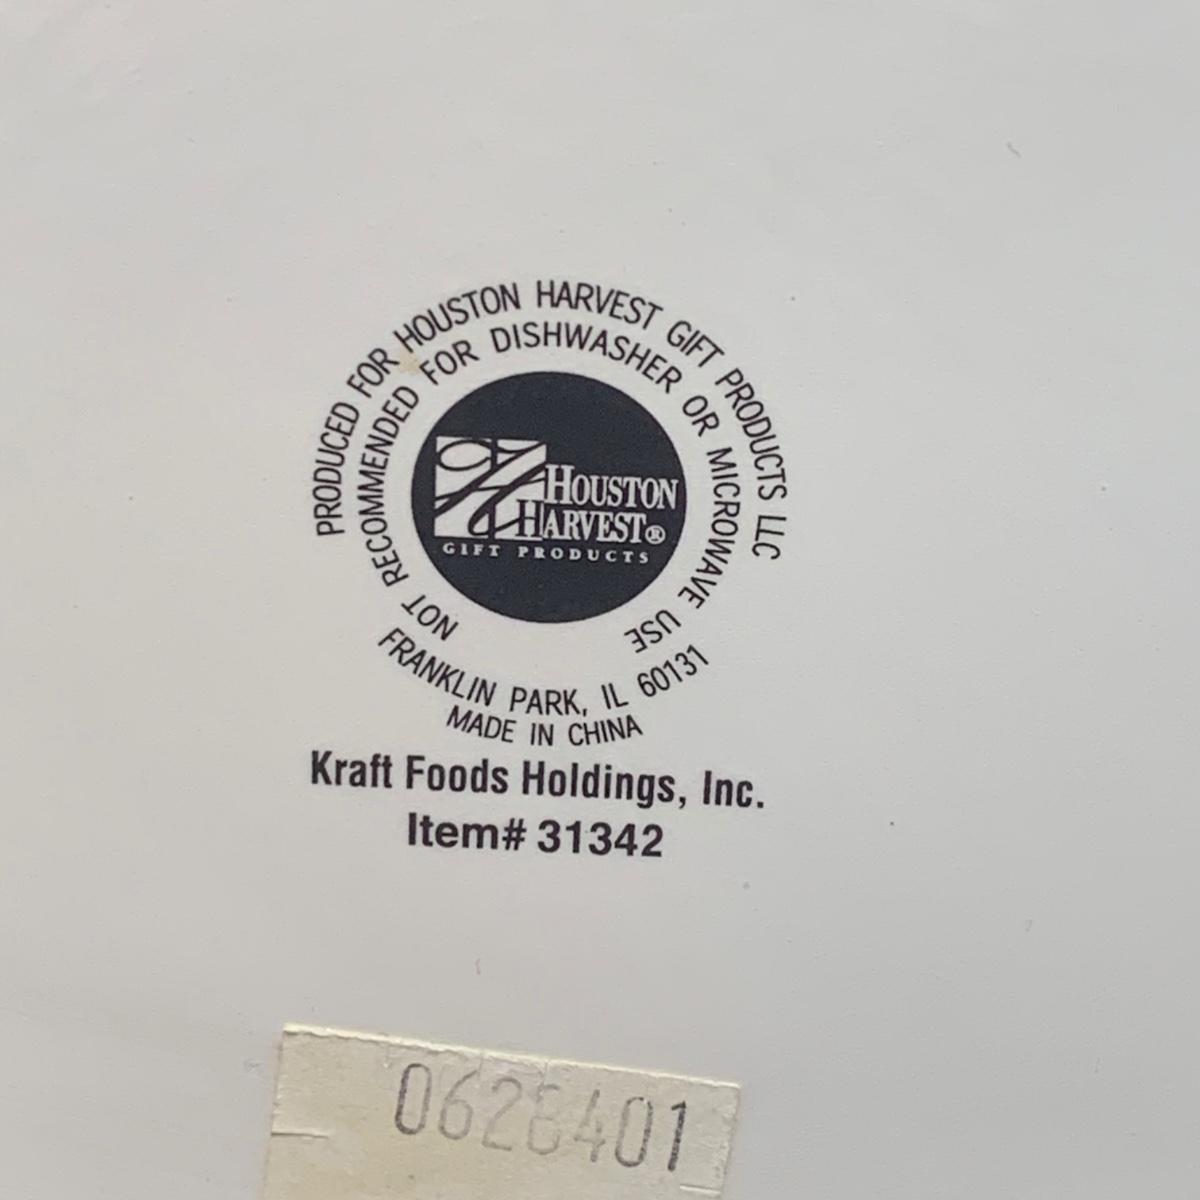 PRODUCED FOR HOUSTON HARVEST GIFT PRODUCTS LLC
NOT RECOMMENDED FOR DISHWASHER OR MICROWAVE USE
HOUSTON
HARVEST®
GIFT PRODUCTS
FRANKLIN PARK, IL 60131
MADE IN CHINA
Kraft Foods Holdings, Inc.
Item# 31342
0628401